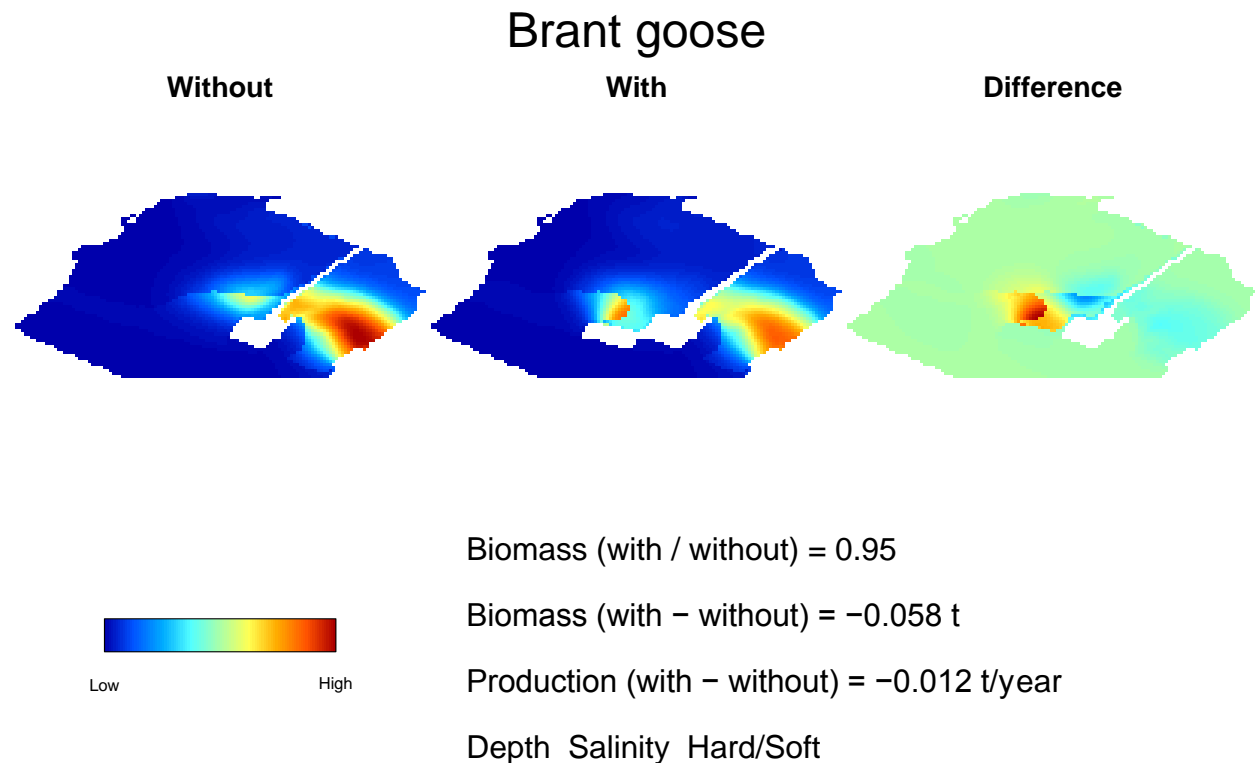 Brant goose
Without With Difference
Biomass (with / without) = 0.95
Biomass (with − without) = −0.058 t
Low High
Production (with − without) = −0.012 t/year
Depth Salinity Hard/Soft